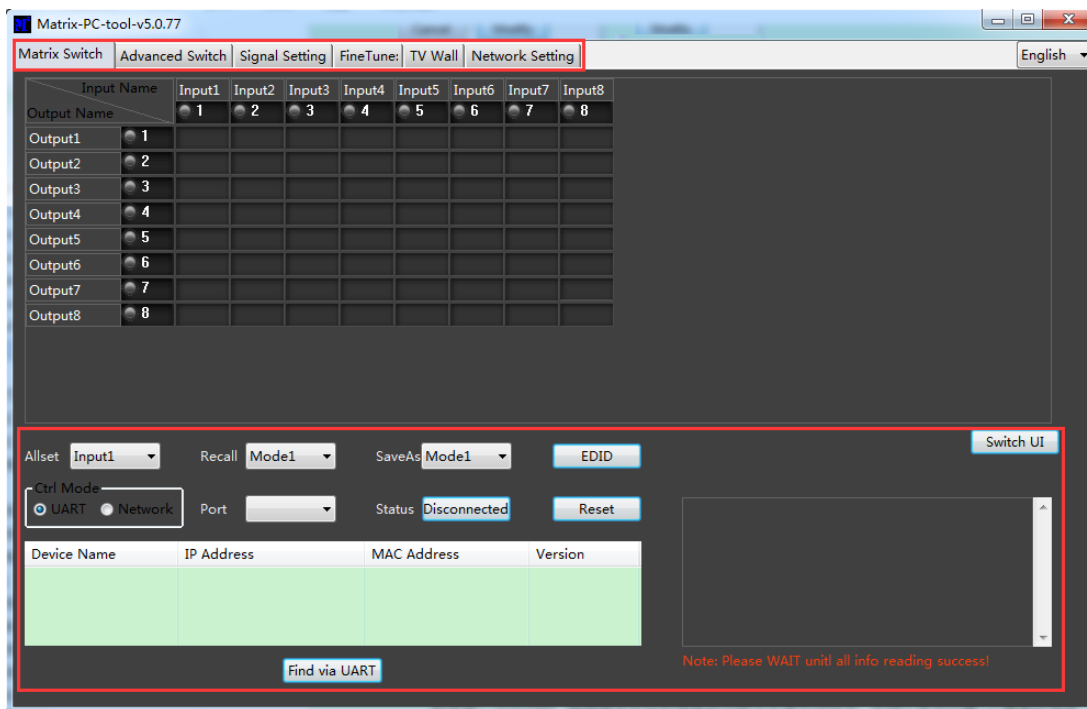 Matrix-PC-tool-v5.0.77
Matrix Switch Advanced Switch Signal Setting FineTune: TV Wall Network Setting English
Input Name Input1 Input2 Input3 Input4 Input5 Input6 Input7 Input8
Output Name 1 2 3 4 5 6 7 8
Output1 1
Output2 2
Output3 3
Output4 4
Output5 5
Output6 6
Output7 7
Output8 8
Switch UI
Allset Input1 Recall Mode1 SaveAs Mode1 EDID
Ctrl Mode
UART Network Port Status Disconnected Reset
Device Name IP Address MAC Address Version
Find via UART
Note: Please WAIT unitl all info reading success!